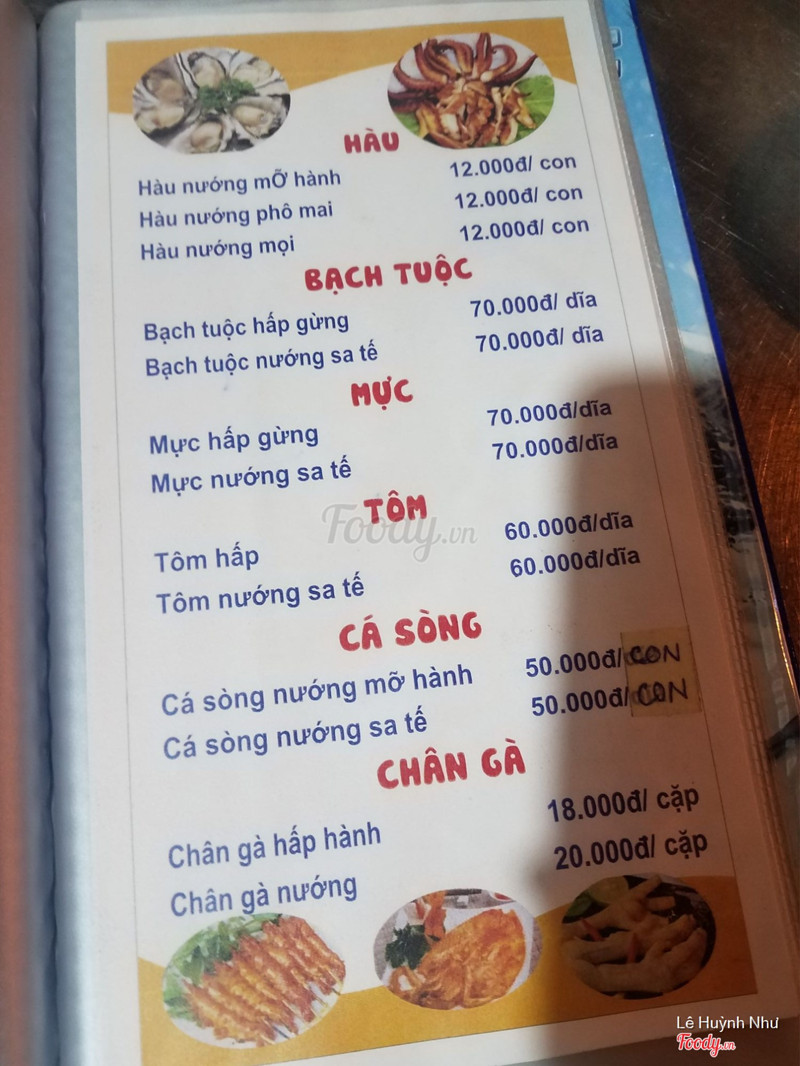 HÀU
Hàu nướng mỠ hành 12.000đ/ con
Hàu nướng phô mai 12.000đ/ con
Hàu nướng mọi 12.000đ/ con
BẠCH TUỘC
Bạch tuộc hấp gừng 70.000đ/ dĩa
Bạch tuộc nướng sa tế 70.000đ/ dĩa
MỰC
Mực hấp gừng 70.000đ/dĩa
Mực nướng sa tế 70.000đ/dĩa
TÔM
Foody.vn
Tôm hấp 60.000đ/dĩa
Tôm nướng sa tế 60.000đ/dĩa
CÁ SÒNG
Cá sòng nướng mỡ hành 50.000đ/ CON
Cá sòng nướng sa tế 50.000đ/ CON
CHÂN GÀ
Chân gà hấp hành 18.000đ/ cặp
Chân gà nướng 20.000đ/ cặp
Lê Huỳnh Như
Foody.vn